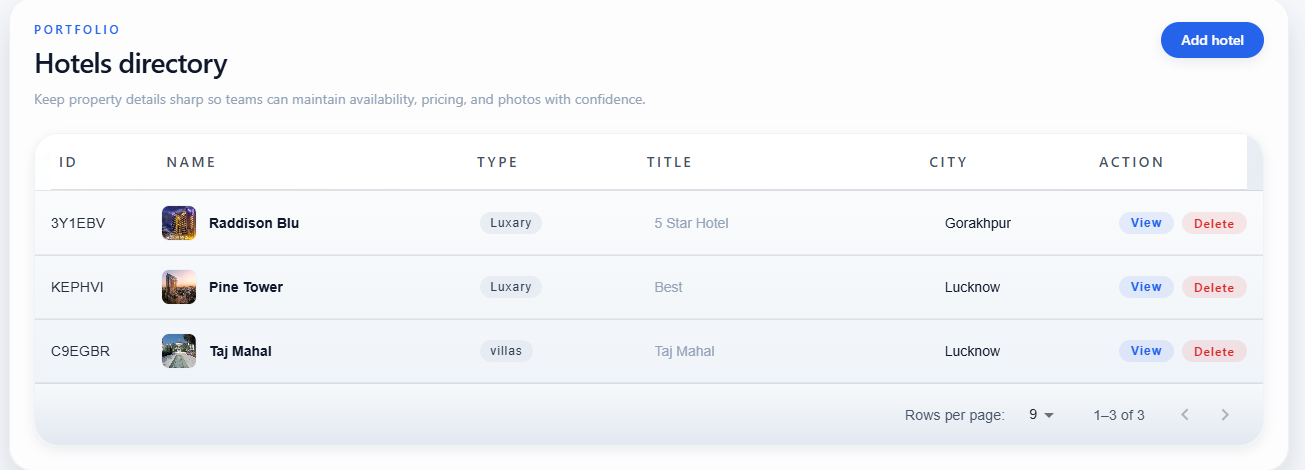 PORTFOLIO
Hotels directory
Add hotel
Keep property details sharp so teams can maintain availability, pricing, and photos with confidence.
ID NAME TYPE TITLE CITY ACTION
3Y1EBV Raddison Blu Luxary 5 Star Hotel Gorakhpur View Delete
KEPHVI Pine Tower Luxary Best Lucknow View Delete
C9EGBR Taj Mahal villas Taj Mahal Lucknow View Delete
Rows per page: 9 1–3 of 3